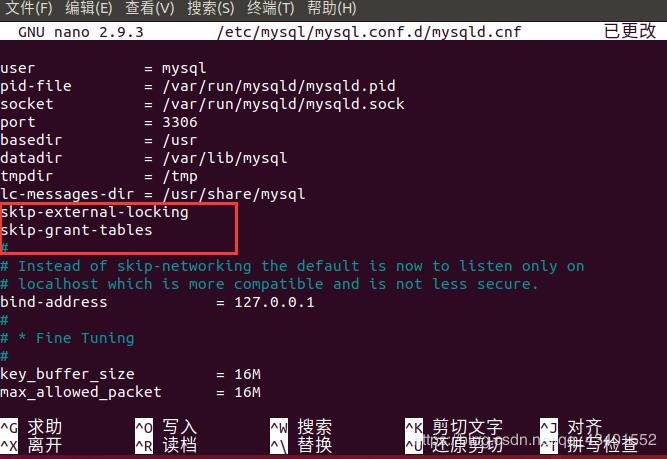 文件(F) 编辑(E) 查看(V) 搜索(S) 终端(T) 帮助(H)
GNU nano 2.9.3 /etc/mysql/mysql.conf.d/mysqld.cnf 已更改
user = mysql
pid-file = /var/run/mysqld/mysqld.pid
socket = /var/run/mysqld/mysqld.sock
port = 3306
basedir = /usr
datadir = /var/lib/mysql
tmpdir = /tmp
lc-messages-dir = /usr/share/mysql
skip-external-locking
skip-grant-tables
#
# Instead of skip-networking the default is now to listen only on
# localhost which is more compatible and is not less secure.
bind-address = 127.0.0.1
#
# * Fine Tuning
#
key_buffer_size = 16M
max_allowed_packet = 16M
^G 求助 ^O 写入 ^W 搜索 ^K 剪切文字 ^J 对齐
^X 离开 ^R 读档 ^\ 替换 ^U 还原剪切 ^T 拼写检查